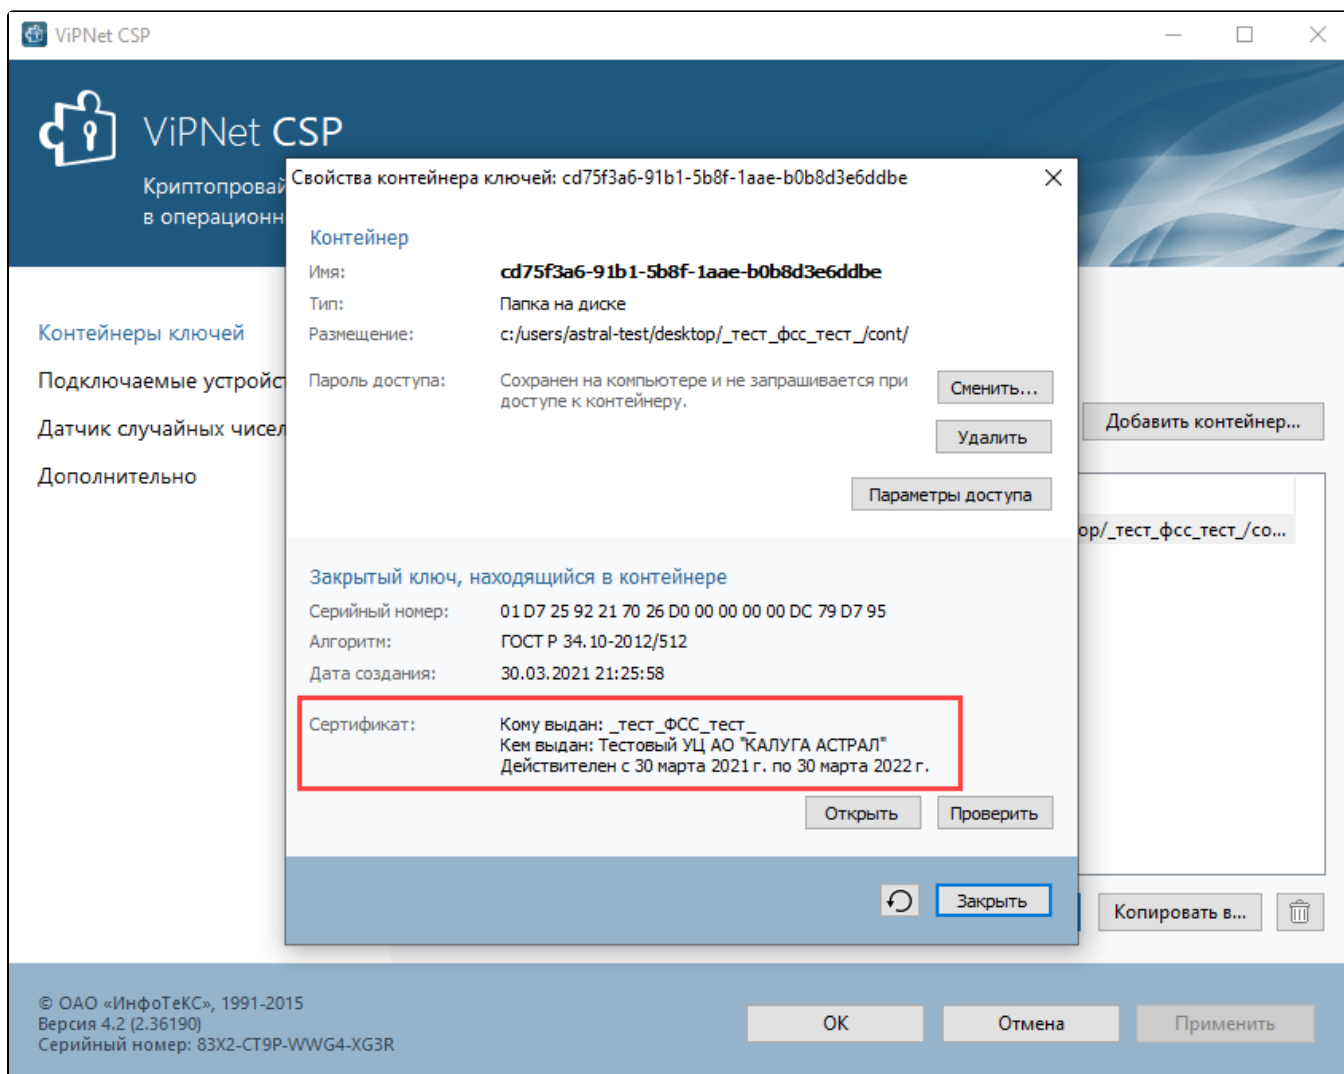 ViPNet CSP
ViPNet CSP
Криптопровай
в операционн
Свойства контейнера ключей: cd75f3a6-91b1-5b8f-1aae-b0b8d3e6ddbe
Контейнер
Имя: cd75f3a6-91b1-5b8f-1aae-b0b8d3e6ddbe
Тип: Папка на диске
Размещение: c:/users/astral-test/desktop/_тест_фсс_тест_/cont/
Пароль доступа: Сохранен на компьютере и не запрашивается при
доступе к контейнеру.
Сменить...
Удалить
Параметры доступа
Контейнеры ключей
Подключаемые устройст
Датчик случайных чисел
Дополнительно
Добавить контейнер...
op/_тест_фсс_тест_/co...
Закрытый ключ, находящийся в контейнере
Серийный номер: 01 D7 25 92 21 70 26 D0 00 00 00 00 DC 79 D7 95
Алгоритм: ГОСТ Р 34.10-2012/512
Дата создания: 30.03.2021 21:25:58
Сертификат: Кому выдан: _тест_ФСС_тест_
Кем выдан: Тестовый УЦ АО "КАЛУГА АСТРАЛ"
Действителен с 30 марта 2021 г. по 30 марта 2022 г.
Открыть
Проверить
Закрыть
Копировать в...
© ОАО «ИнфоТеКС», 1991-2015
Версия 4.2 (2.36190)
Серийный номер: 83X2-CT9P-WWG4-XG3R
OK
Отмена
Применить